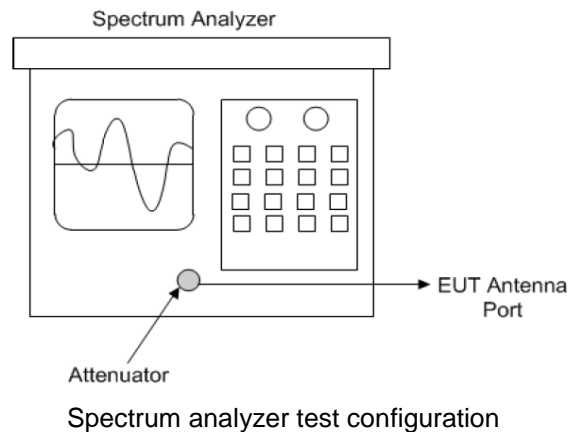 Spectrum Analyzer
EUT Antenna
Port
Attenuator
Spectrum analyzer test configuration